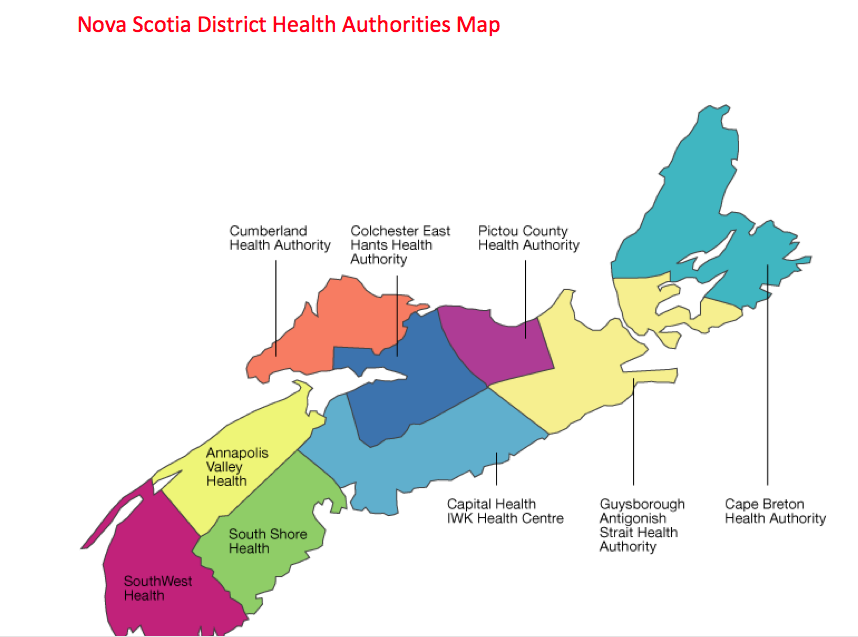 Nova Scotia District Health Authorities Map
Cumberland
Health Authority
Colchester East
Hants Health
Authority
Pictou County
Health Authority
Annapolis
Valley
Health
South Shore
Health
SouthWest
Health
Capital Health
IWK Health Centre
Guysborough
Antigonish
Strait Health
Authority
Cape Breton
Health Authority